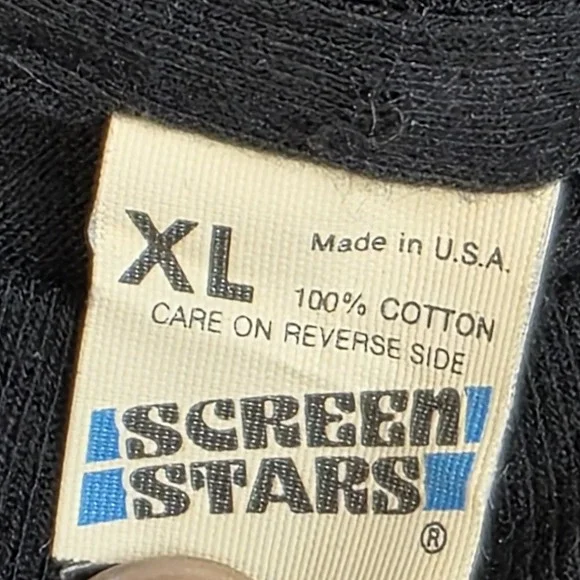 XL
Made in U.S.A.
100% COTTON
CARE ON REVERSE SIDE
SCREEN
STARS
®